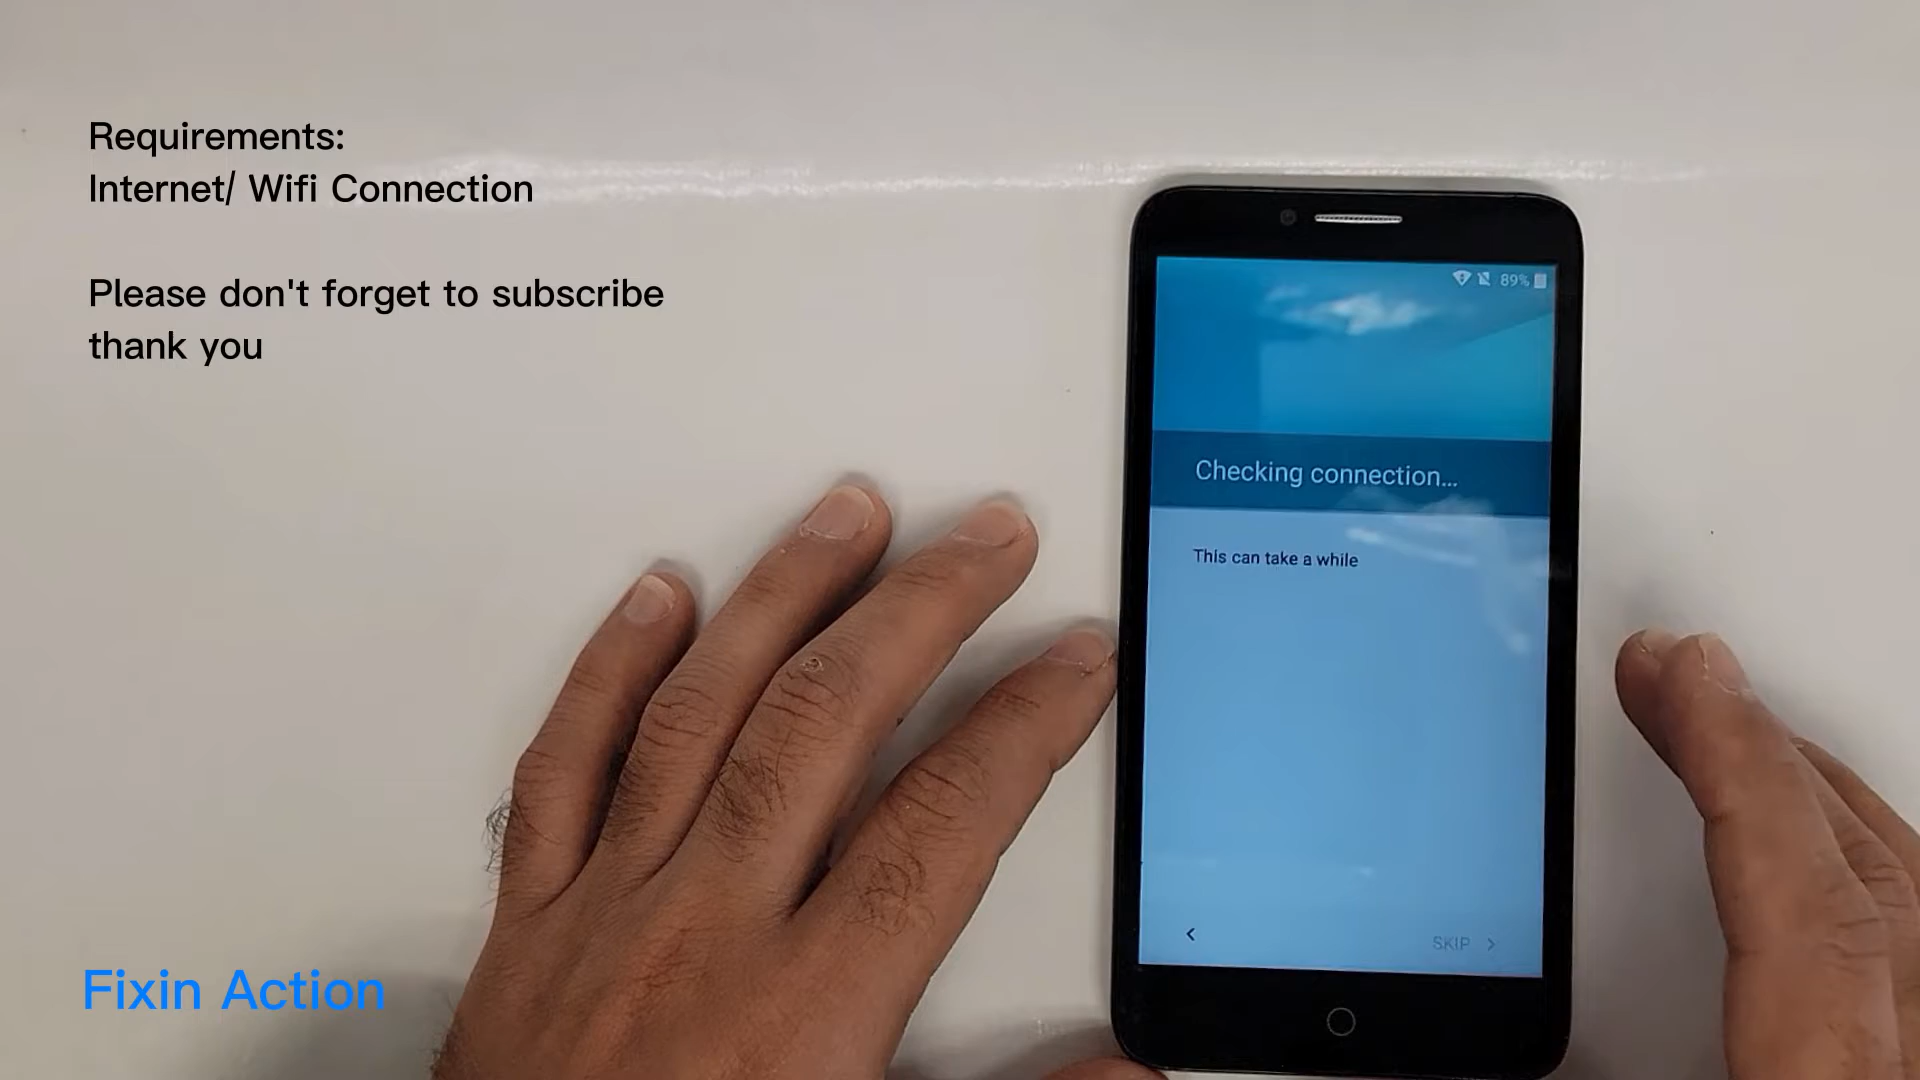 Requirements:
Internet/ Wifi Connection
Please don't forget to subscribe
thank you
89%
Checking connection...
This can take a while
SKIP
Fixin Action